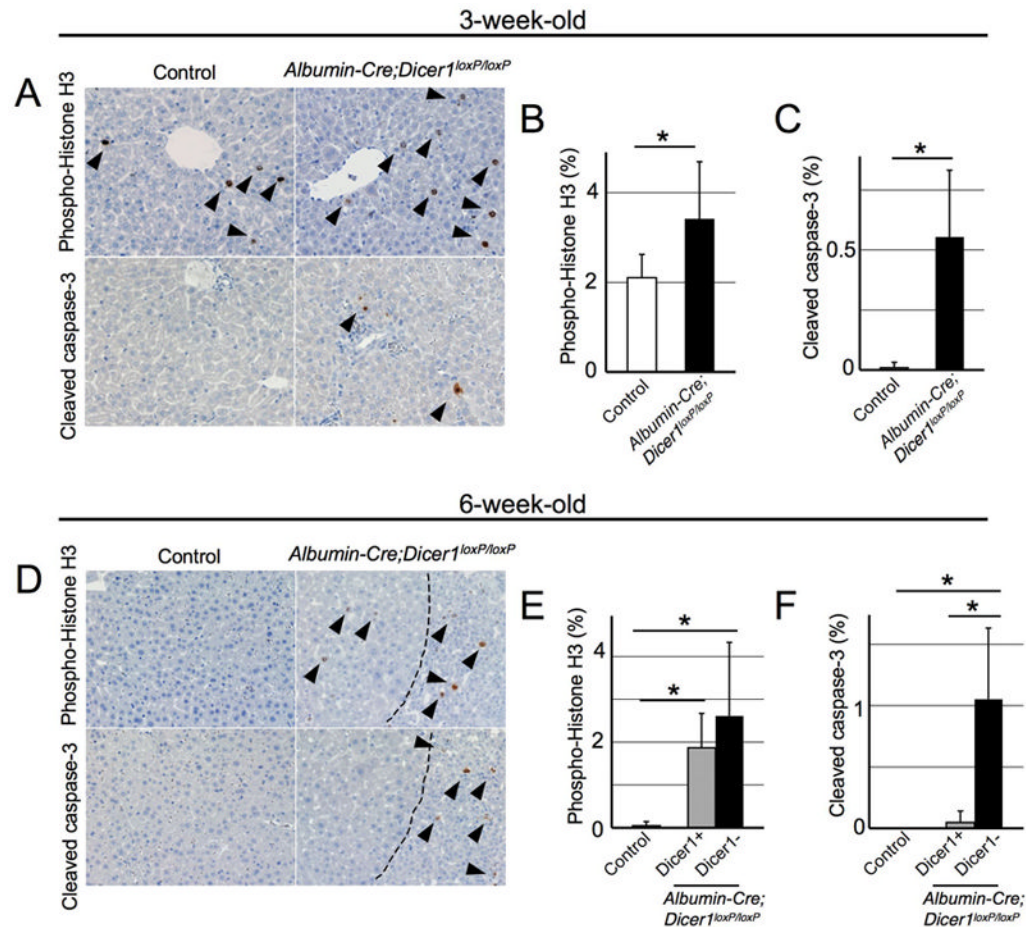 3-week-old
A
Control
Albumin-Cre;Dicer1loxP/loxP
Phospho-Histone H3
Cleaved caspase-3
B
*
Phospho-Histone H3 (%)
4
2
0
Control
Albumin-Cre;
Dicer1loxP/loxP
C
*
Cleaved caspase-3 (%)
0.5
0
Control
Albumin-Cre;
Dicer1loxP/loxP
6-week-old
D
Control
Albumin-Cre;Dicer1loxP/loxP
Phospho-Histone H3
Cleaved caspase-3
E
*
*
Phospho-Histone H3 (%)
4
2
0
Control
Dicer1+
Dicer1-
Albumin-Cre;
Dicer1loxP/loxP
F
*
*
Cleaved caspase-3 (%)
1
0
Control
Dicer1+
Dicer1-
Albumin-Cre;
Dicer1loxP/loxP